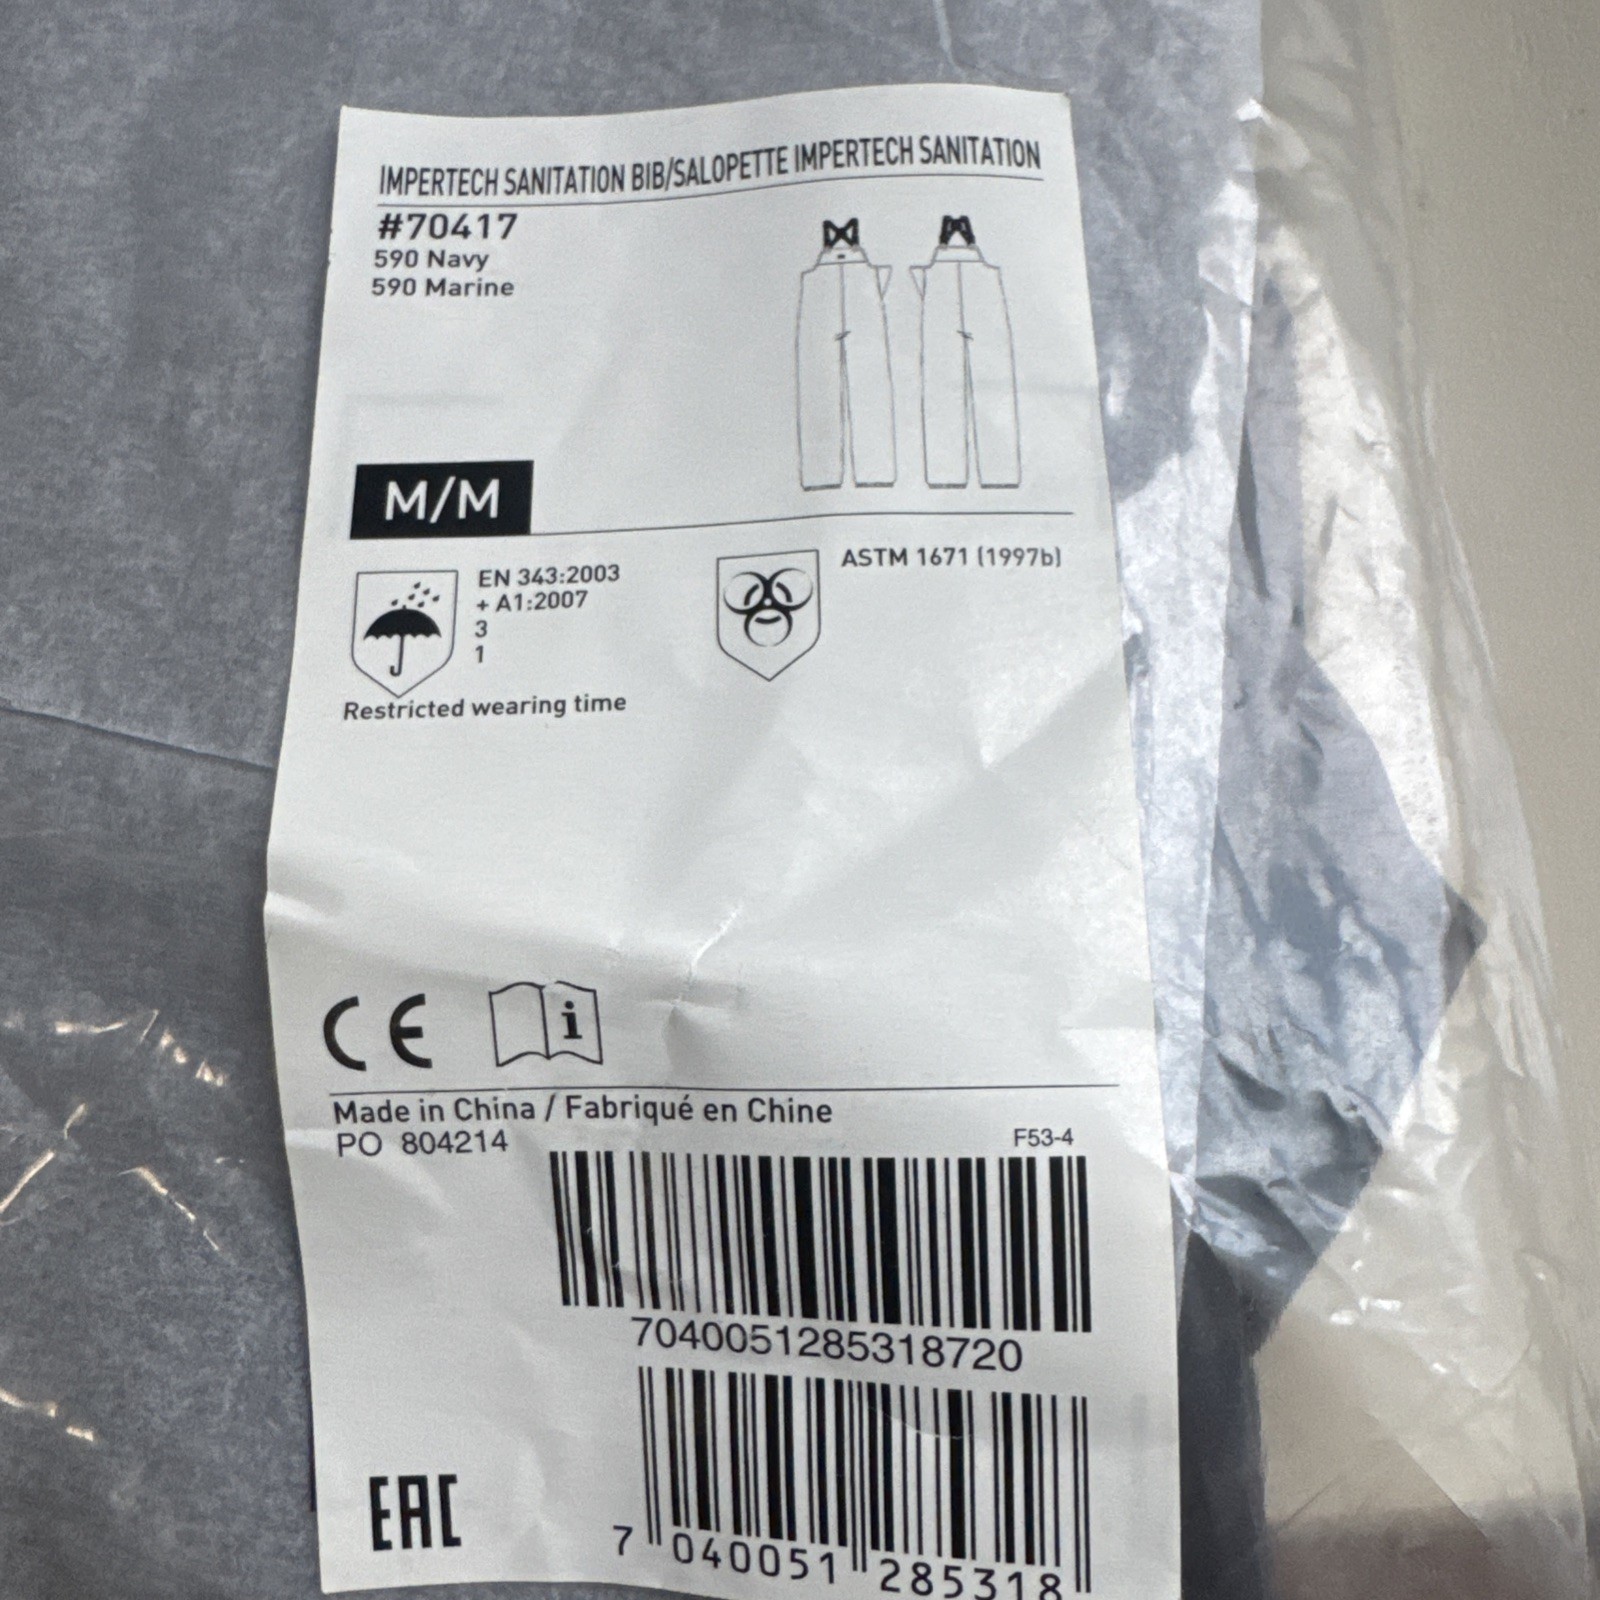 IMPERTECH SANITATION BIB/SALOPETTE IMPERTECH SANITATION
#70417
590 Navy
590 Marine
M/M
EN 343:2003
+ A1:2007
3
1
Restricted wearing time
ASTM 1671 (1997b)
CE
i
Made in China / Fabriqué en Chine
PO 804214
F53-4
7040051285318720
EAC
7 040051 285318